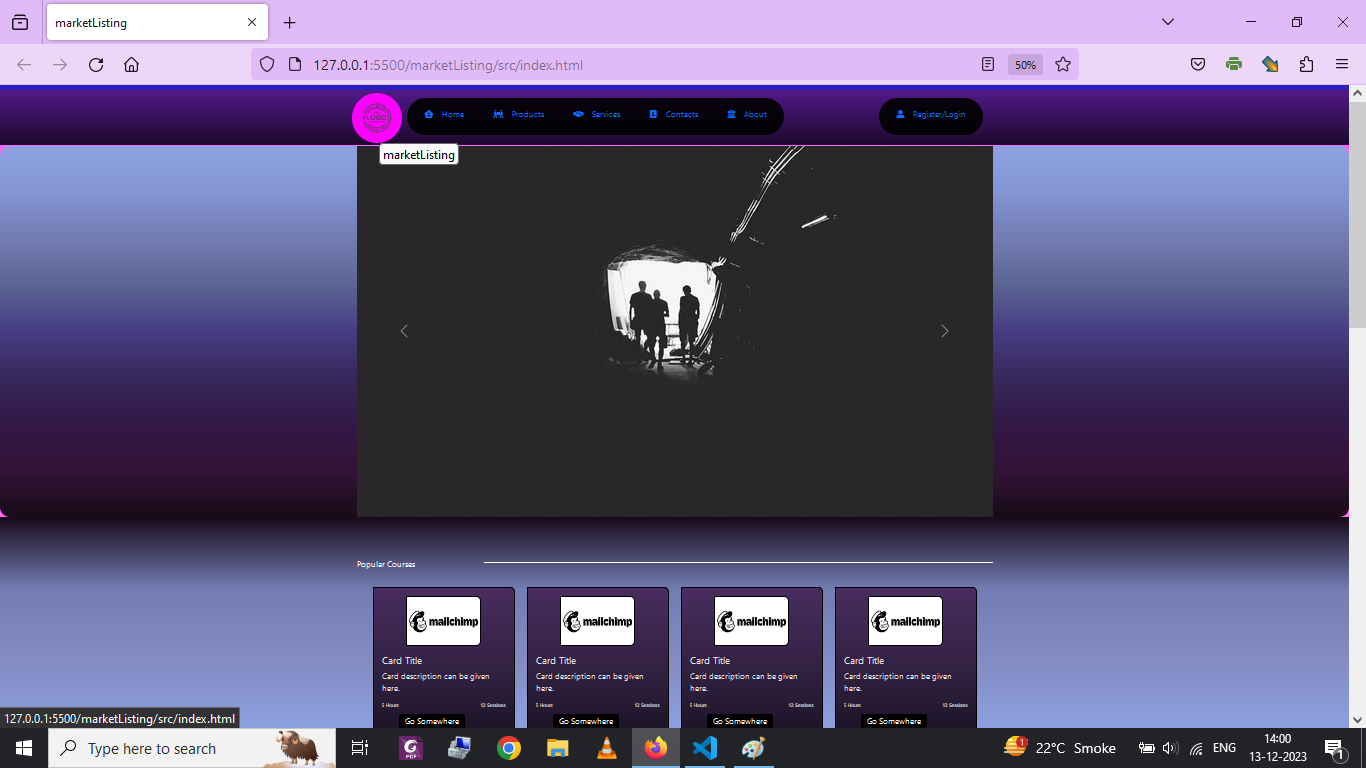 marketListing
127.0.0.1:5500/marketListing/src/index.html
50%
LOGO
Home
Products
Services
Contacts
About
Register/Login
marketListing
Popular Courses
mailchimp
mailchimp
mailchimp
mailchimp
Card Title
Card Title
Card Title
Card Title
Card description can be given
here.
Card description can be given
here.
Card description can be given
here.
Card description can be given
here.
5 Hours
12 Sessions
5 Hours
12 Sessions
5 Hours
12 Sessions
5 Hours
12 Sessions
Go Somewhere
Go Somewhere
Go Somewhere
Go Somewhere
127.0.0.1:5500/marketListing/src/index.html
Type here to search
G
PDF
1
22°C Smoke
ENG
14:00
13-12-2023
1